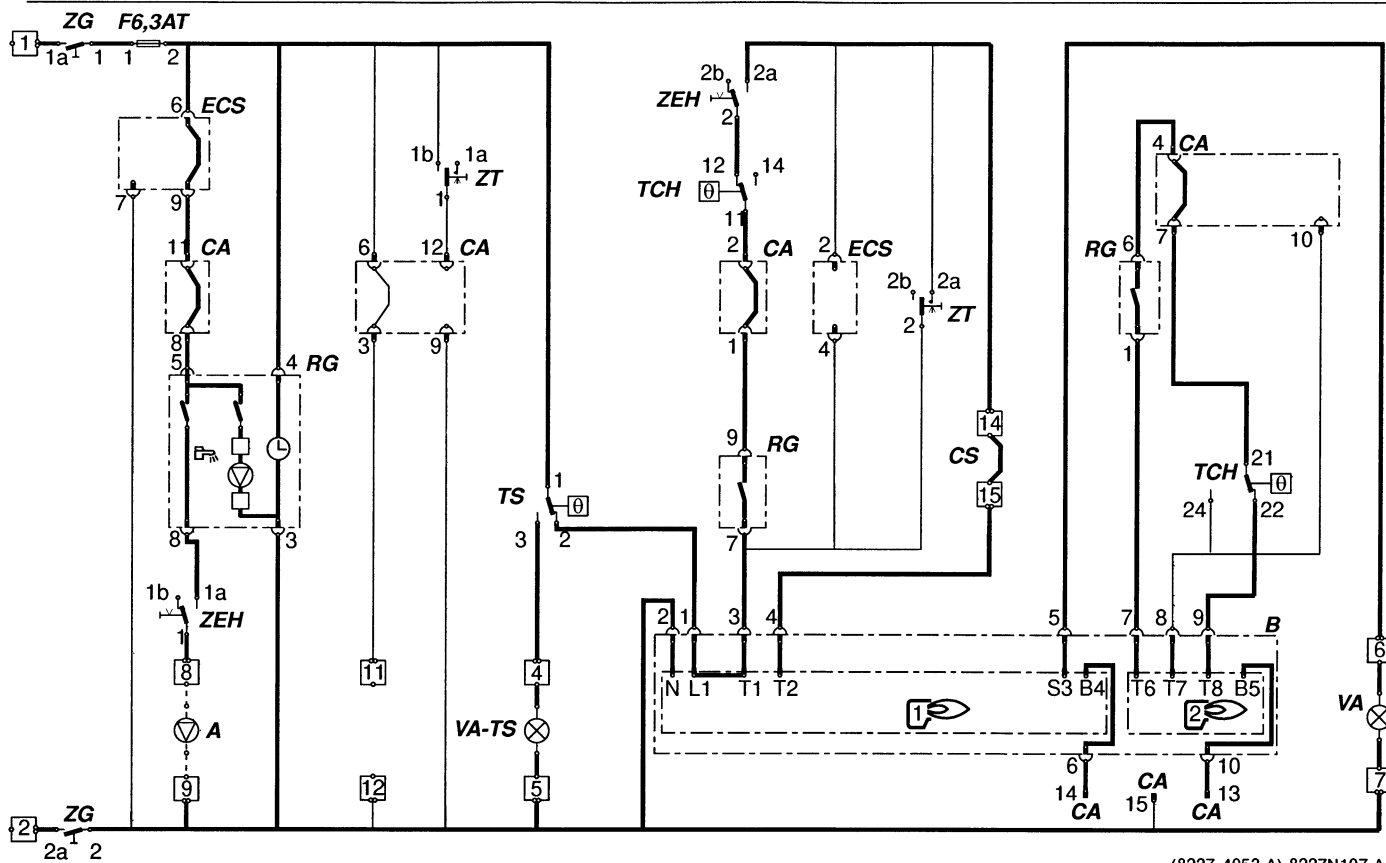 ZG F6,3AT
1
1a 1 1 2
6 ECS
7 9
11 CA
8
5 4 RG
8 3
1b 1a
ZEH
1
8
A
9
ZG
2
2a 2
1b 1a
ZT
1
6 12 CA
3 9
11
12
TS 1
θ
3 2
4
VA-TS
5
2b 2a
ZEH
2
12 14
TCH θ
11
2 CA
1
9 RG
7
2 ECS
4
2b 2a
ZT
2
14
CS
15
2 1 3 4 5 7 8 9 B
N L1 T1 T2 S3 B4 T6 T7 T8 B5
1 2
6 10
14 CA
CA 15
13 CA
4 CA
7 10
RG 6
1
21
TCH θ
24 22
6
VA
7
(8227-4053-A) 8227N107-A